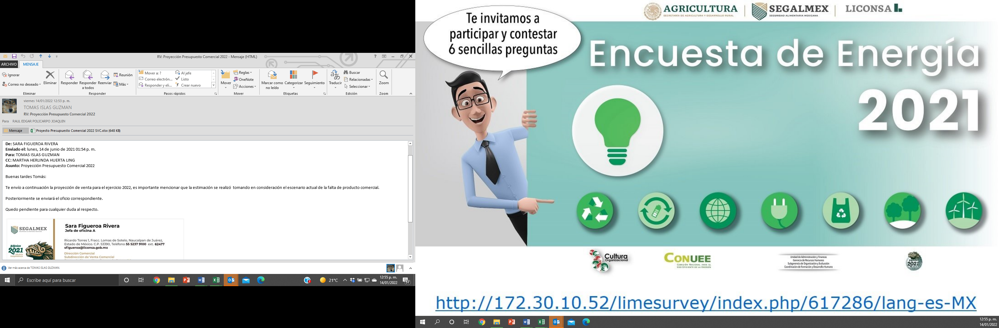 RV: Proyección Presupuesto Comercial 2022 - Mensaje (HTML)
ARCHIVO
MENSAJE
Ignorar
Correo no deseado
Eliminar
Eliminar
Responder
Responder a todos
Reenviar
Reunión
Más
Responder
Mover a: ?
Correo electrón...
Responder y eli...
Al jefe
Listo
Crear nuevo
Pasos rápidos
Mover
Reglas
OneNote
Acciones
Mover
Marcar como no leído
Categorizar
Seguimiento
Etiquetas
Traducir
Buscar
Relacionadas
Seleccionar
Edición
Zoom
Zoom
viernes 14/01/2022 12:53 p. m.
TOMAS ISLAS GUZMAN
RV: Proyección Presupuesto Comercial 2022
Para RAUL EDGAR POLICARPO JOAQUIN
Mensaje
Proyecto Presupuesto Comercial 2022 SVC.xlsx (648 KB)
De: SARA FIGUEROA RIVERA
Enviado el: lunes, 14 de junio de 2021 01:54 p. m.
Para: TOMAS ISLAS GUZMAN
CC: MARTHA HERLINDA HUERTA LING
Asunto: Proyección Presupuesto Comercial 2022
Buenas tardes Tomás:
Te envío a continuación la proyección de venta para el ejercicio 2022, es importante mencionar que la estimación se realizó tomando en consideración el escenario actual de la falta de producto comercial.
Posteriormente se enviará el oficio correspondiente.
Quedo pendiente para cualquier duda al respecto.
SEGALMEX
SEGURIDAD ALIMENTARIA MEXICANA
México
2021
Año de la
Independencia
Sara Figueroa Rivera
Jefa de oficina A
Ricardo Torres 1, Fracc. Lomas de Sotelo, Naucalpan de Juárez,
Estado de México. C.P. 53390, Teléfono 55 5237 9100 ext. 62477
sfigueroa@liconsa.gob.mx
Dirección Comercial
Subdirección de Venta Comercial
Ver más acerca de TOMAS ISLAS GUZMAN.
Escribe aquí para buscar
21°C
12:55 p. m.
14/01/2022
57
AGRICULTURA
SECRETARÍA DE AGRICULTURA Y DESARROLLO RURAL
SEGALMEX
SEGURIDAD ALIMENTARIA MEXICANA
LICONSA
Te invitamos a
participar y contestar
6 sencillas preguntas
Encuesta de Energía
2021
Cultura
Organizacional
CONUEE
COMISIÓN NACIONAL PARA EL
USO EFICIENTE DE LA ENERGÍA
Unidad de Administración y Finanzas
Gerencia de Recursos Humanos
Subgerencia de Organización y Evaluación
Coordinación de Formación y Desarrollo Humano
2021
http://172.30.10.52/limesurvey/index.php/617286/lang-es-MX
12:55 p. m.
14/01/2022